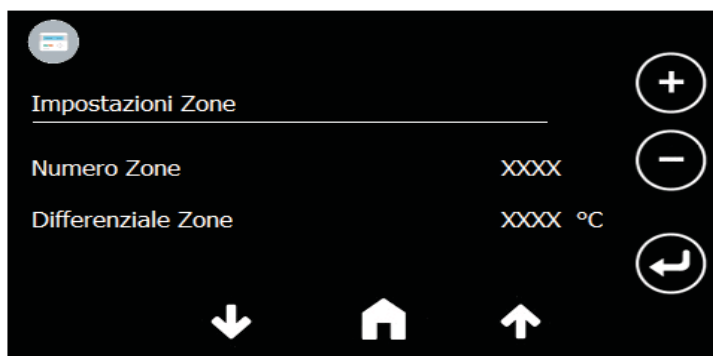 Impostazioni Zone
Numero Zone XXXX
Differenziale Zone XXXX °C